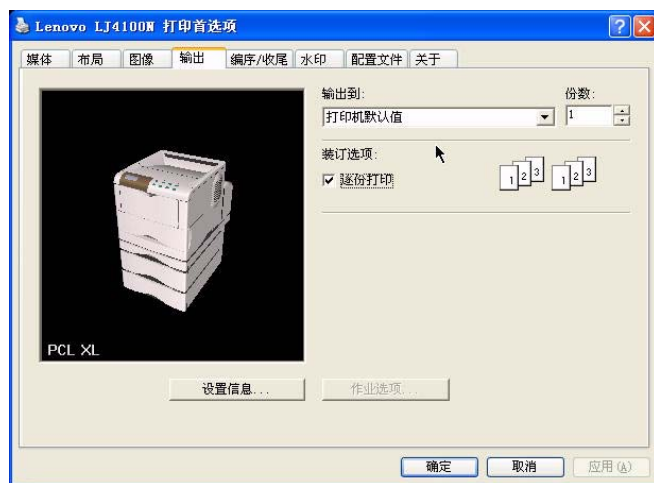 Lenovo LJ4100N 打印首选项
媒体 布局 图像 输出 编序/收尾 水印 配置文件 关于
输出到: 份数:
打印机默认值 1
装订选项:
逐份打印
1 2 3 1 2 3
PCL XL
设置信息... 作业选项...
确定 取消 应用(A)